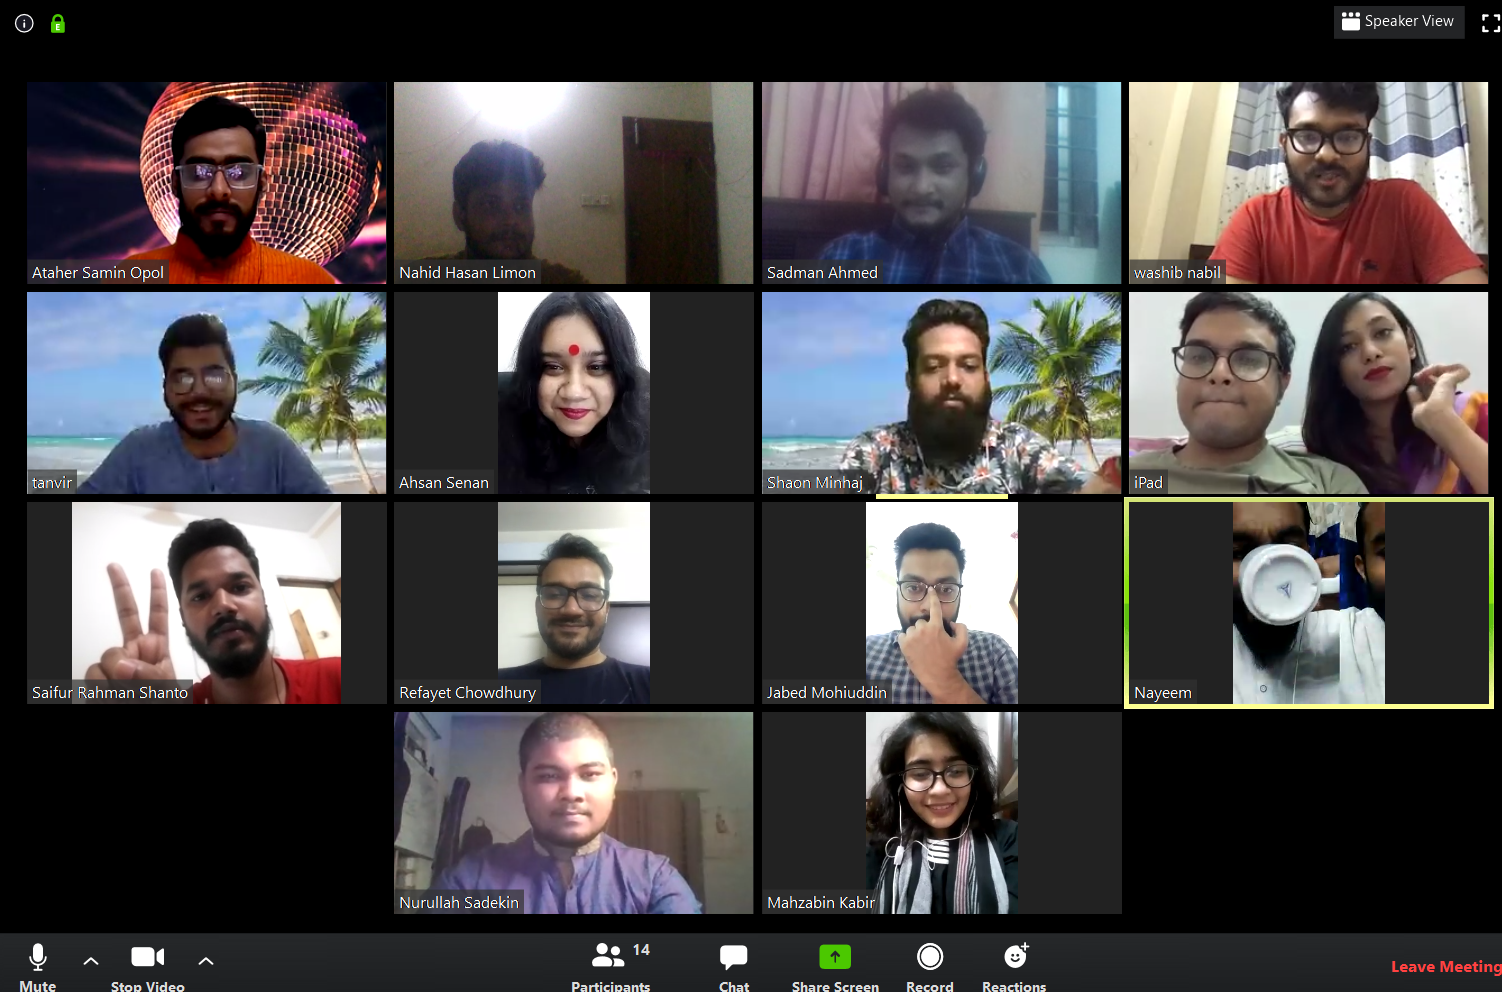 Speaker View
Ataher Samin Opol
Nahid Hasan Limon
Sadman Ahmed
washib nabil
tanvir
Ahsan Senan
Shaon Minhaj
iPad
Saifur Rahman Shanto
Refayet Chowdhury
Jabed Mohiuddin
Nayeem
Nurullah Sadekin
Mahzabin Kabir
14
Mute
Stop Video
Participants
Chat
Share Screen
Record
Reactions
Leave Meeting